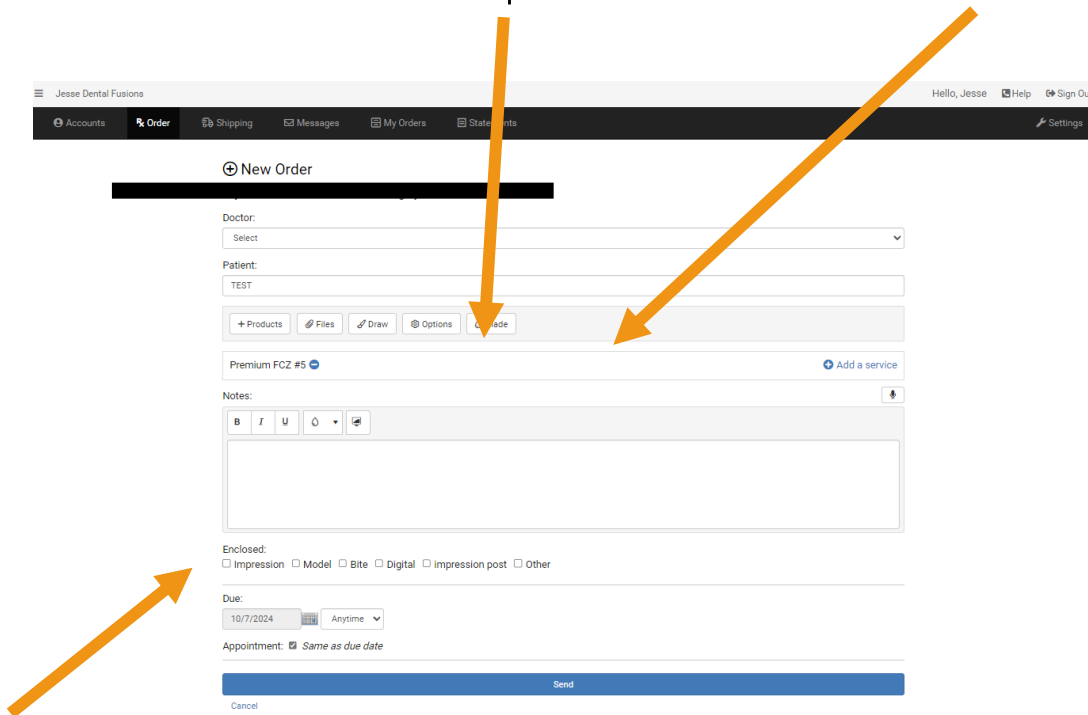 Jesse Dental Fusions Hello, Jesse Help Sign Ou
Accounts Order Shipping Messages My Orders Settings
New Order
Doctor:
Select
Patient:
TEST
+ Products Files Draw Options
Premium FCZ #5 Add a service
Notes:
B I U
Enclosed:
Impression Model Bite Digital impression post Other
Due:
10/7/2024 Anytime
Appointment: Same as due date
Send
Cancel